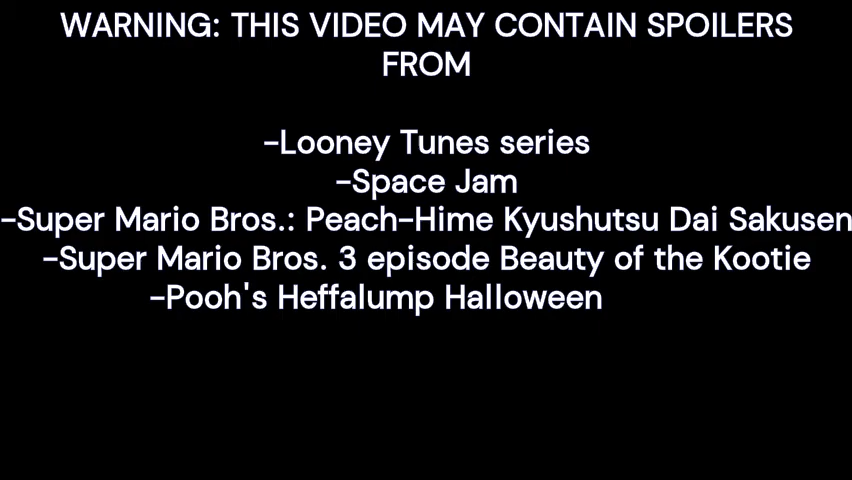 WARNING: THIS VIDEO MAY CONTAIN SPOILERS
FROM
-Looney Tunes series
-Space Jam
-Super Mario Bros.: Peach-Hime Kyushutsu Dai Sakusen
-Super Mario Bros. 3 episode Beauty of the Kootie
-Pooh's Heffalump Halloween